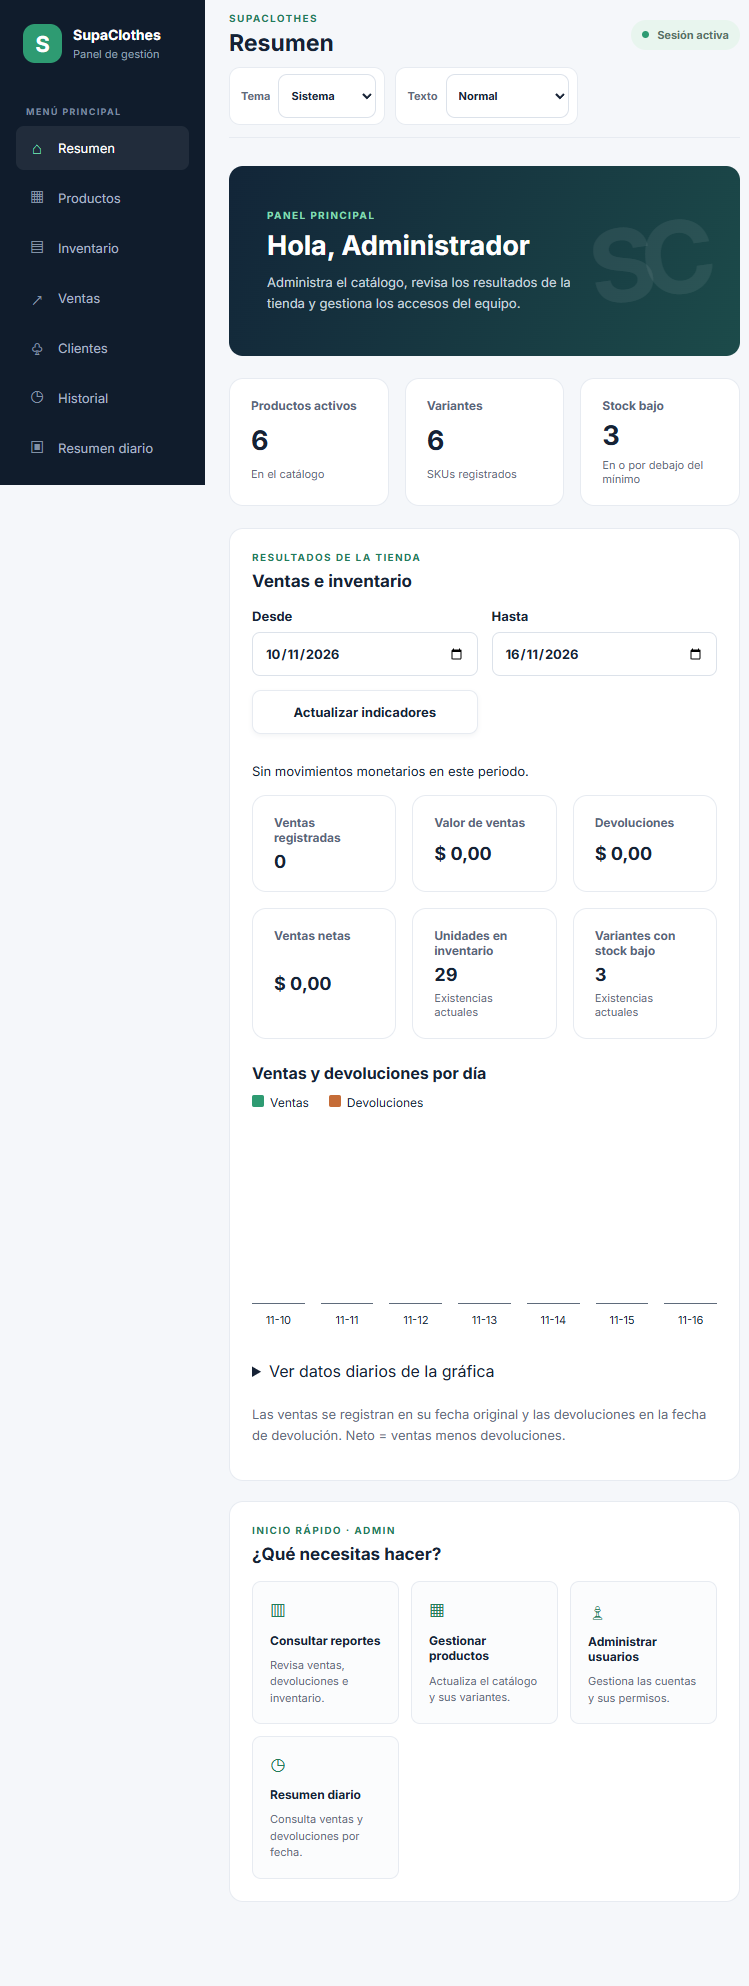 S
SupaClothes
Panel de gestión
MENÚ PRINCIPAL
Resumen
Productos
Inventario
Ventas
Clientes
Historial
Resumen diario
SUPACLOTHES
Resumen
Sesión activa
Tema
Sistema
Texto
Normal
PANEL PRINCIPAL
Hola, Administrador
Administra el catálogo, revisa los resultados de la
tienda y gestiona los accesos del equipo.
SC
Productos activos
6
En el catálogo
Variantes
6
SKUs registrados
Stock bajo
3
En o por debajo del
mínimo
RESULTADOS DE LA TIENDA
Ventas e inventario
Desde
10/11/2026
Hasta
16/11/2026
Actualizar indicadores
Sin movimientos monetarios en este periodo.
Ventas
registradas
0
Valor de ventas
$ 0,00
Devoluciones
$ 0,00
Ventas netas
$ 0,00
Unidades en
inventario
29
Existencias
actuales
Variantes con
stock bajo
3
Existencias
actuales
Ventas y devoluciones por día
Ventas
Devoluciones
11-10
11-11
11-12
11-13
11-14
11-15
11-16
Ver datos diarios de la gráfica
Las ventas se registran en su fecha original y las devoluciones en la fecha
de devolución. Neto = ventas menos devoluciones.
INICIO RÁPIDO · ADMIN
¿Qué necesitas hacer?
Consultar reportes
Revisa ventas,
devoluciones e
inventario.
Gestionar
productos
Actualiza el catálogo
y sus variantes.
Administrar
usuarios
Gestiona las cuentas
y sus permisos.
Resumen diario
Consulta ventas y
devoluciones por
fecha.